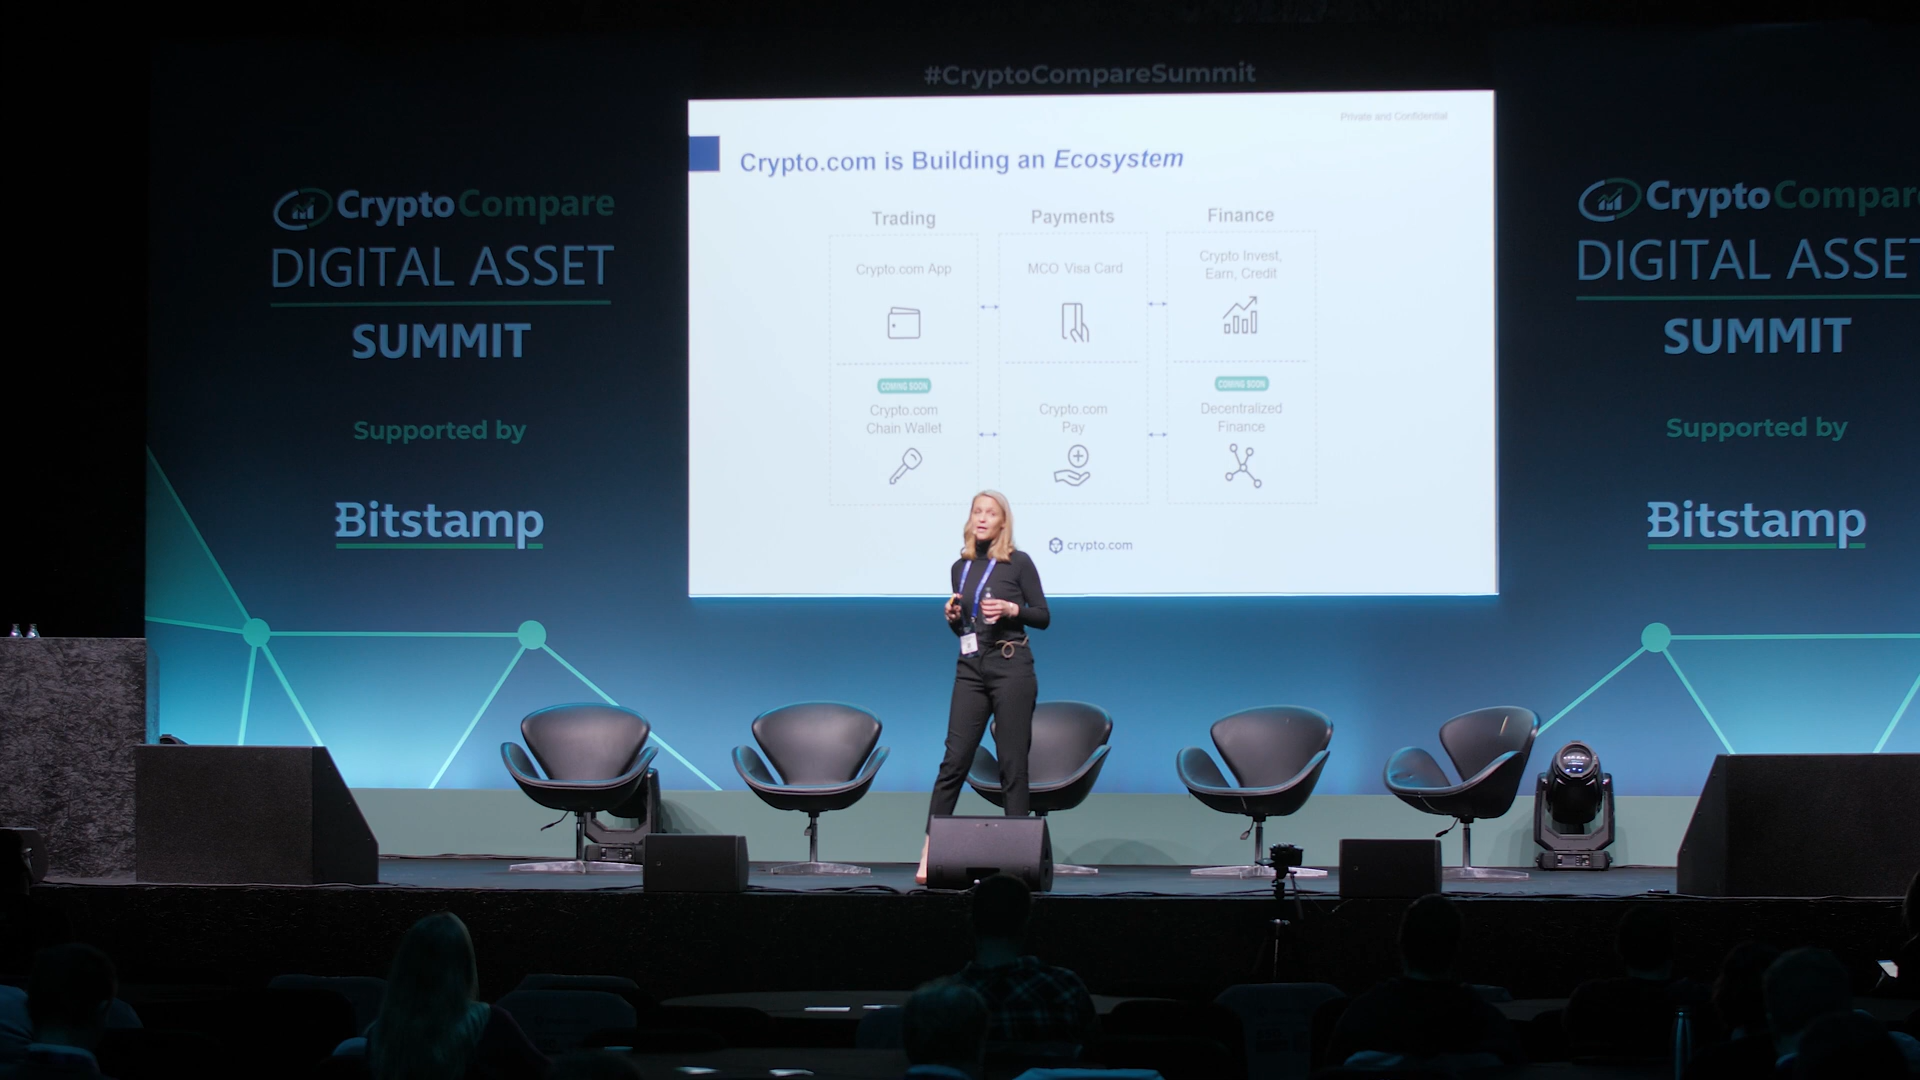 #CryptoCompareSummit
Private and Confidential
Crypto.com is Building an Ecosystem
Trading
Payments
Finance
Crypto.com App
MCO Visa Card
Crypto Invest,
Earn, Credit
COMING SOON
Crypto.com
Chain Wallet
Crypto.com
Pay
COMING SOON
Decentralized
Finance
crypto.com
CryptoCompare
DIGITAL ASSET
SUMMIT
Supported by
Bitstamp
CryptoCompar
DIGITAL ASSET
SUMMIT
Supported by
Bitstamp